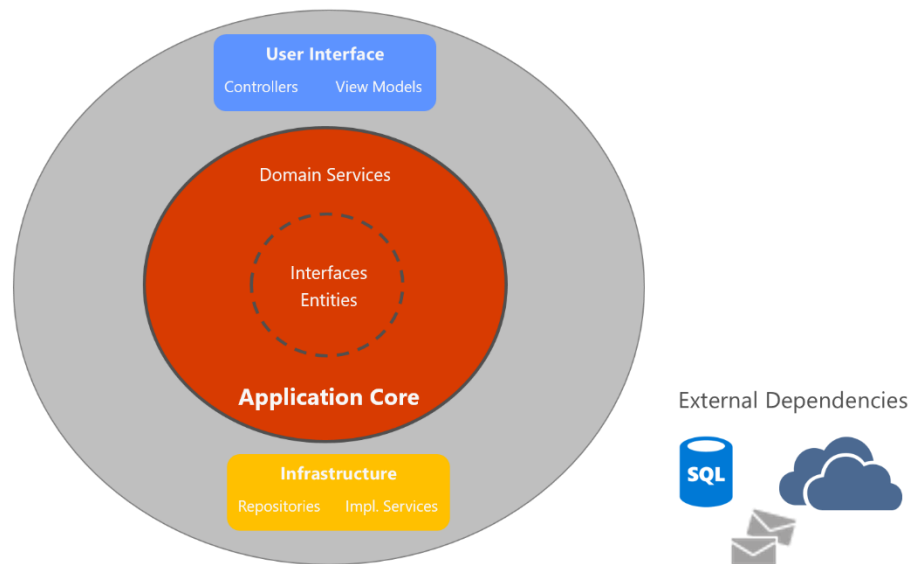 User Interface
Controllers View Models
Domain Services
Interfaces
Entities
Application Core
Infrastructure
Repositories Impl. Services
External Dependencies
SQL